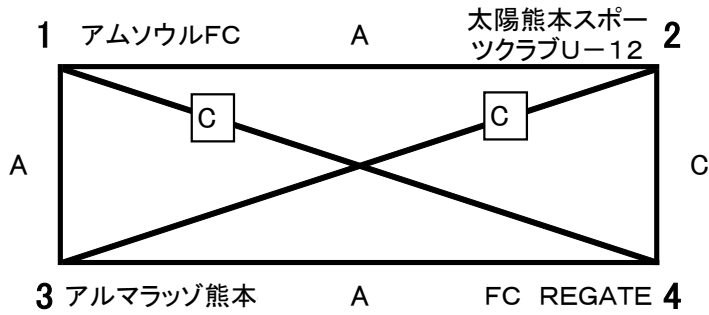 1 アムソウルFC A 太陽熊本スポー
ツクラブU－12 2
C C
A C
3 アルマラッゾ熊本 A FC REGATE 4